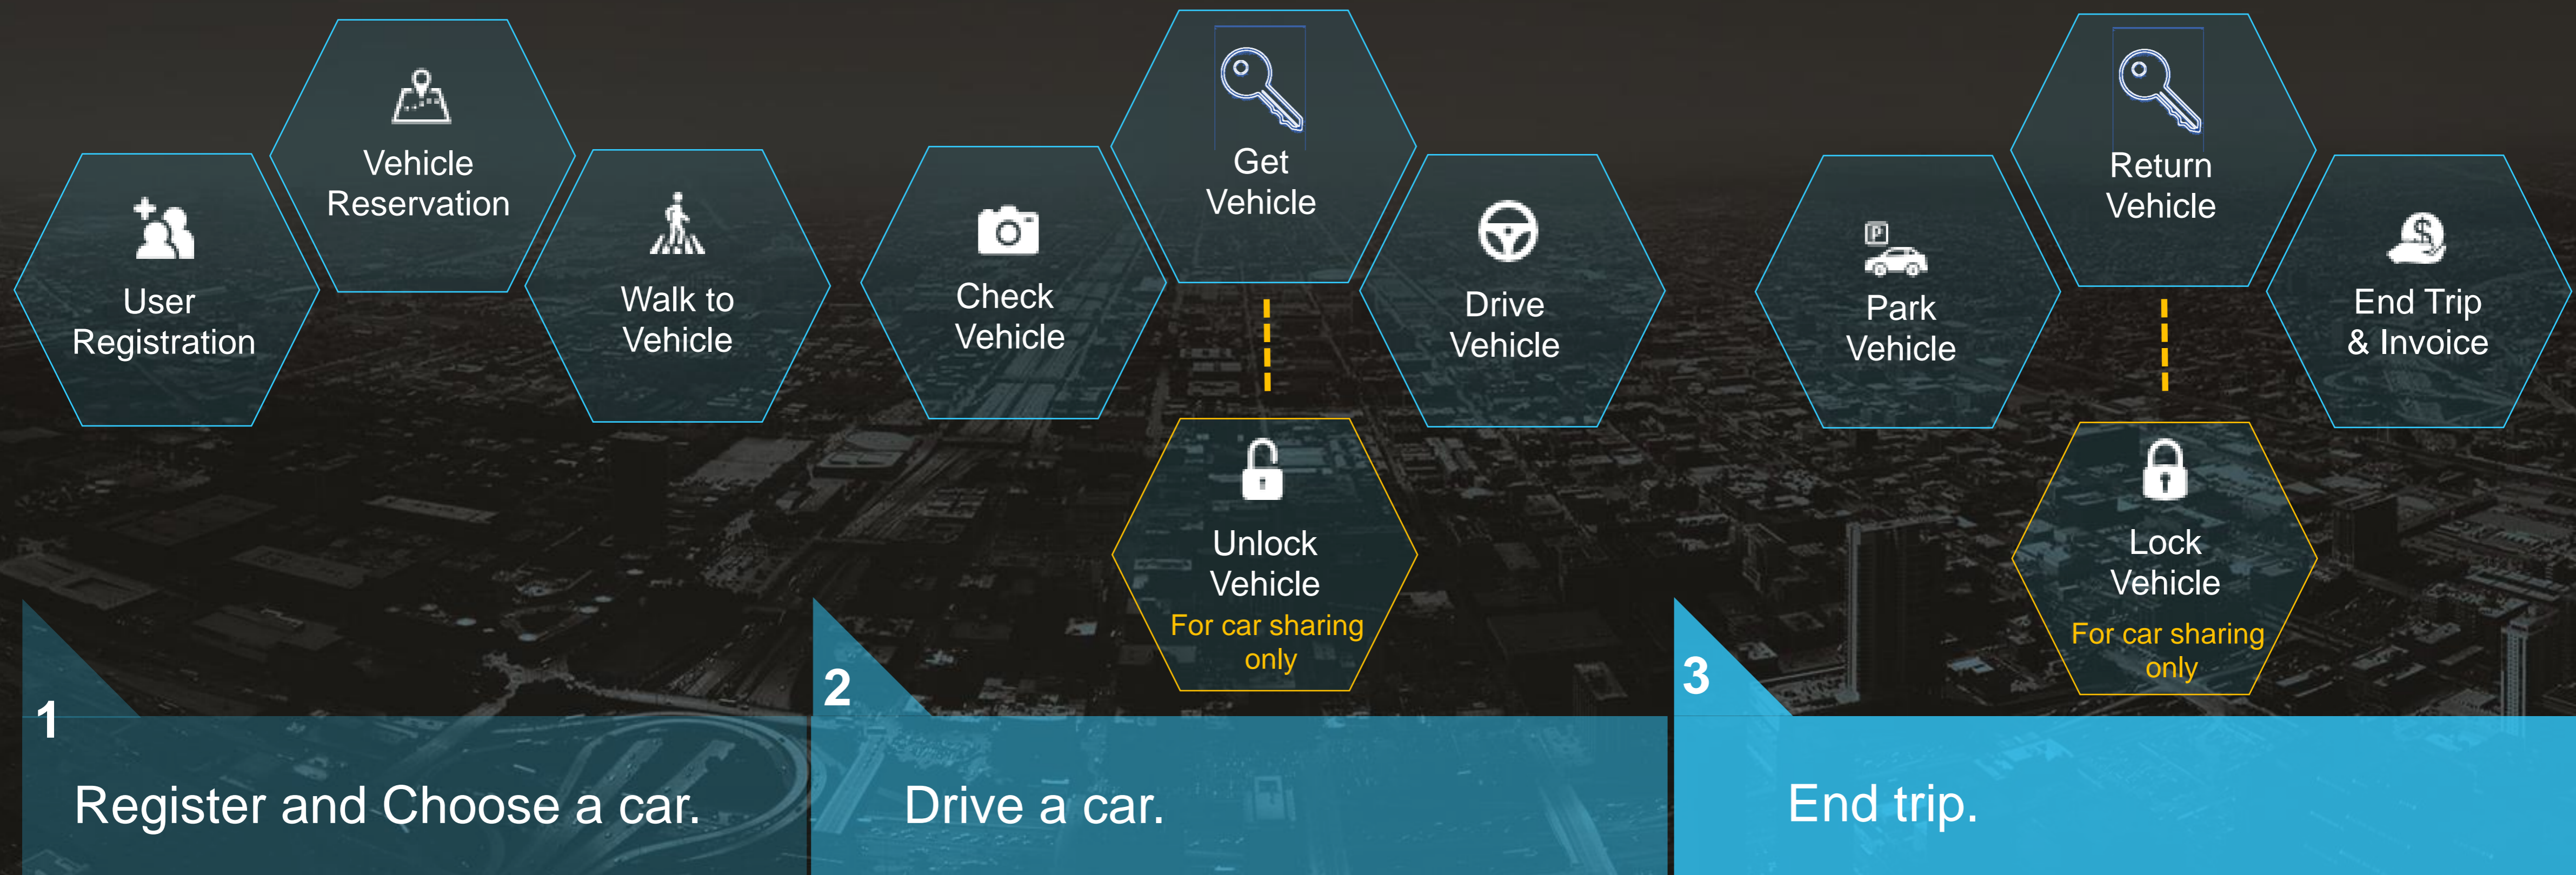 User
Registration
Vehicle
Reservation
Walk to
Vehicle
Check
Vehicle
Get
Vehicle
Drive
Vehicle
Unlock
Vehicle
For car sharing
only
P
Park
Vehicle
Return
Vehicle
$
End Trip
& Invoice
Lock
Vehicle
For car sharing
only
1
Register and Choose a car.
2
Drive a car.
3
End trip.